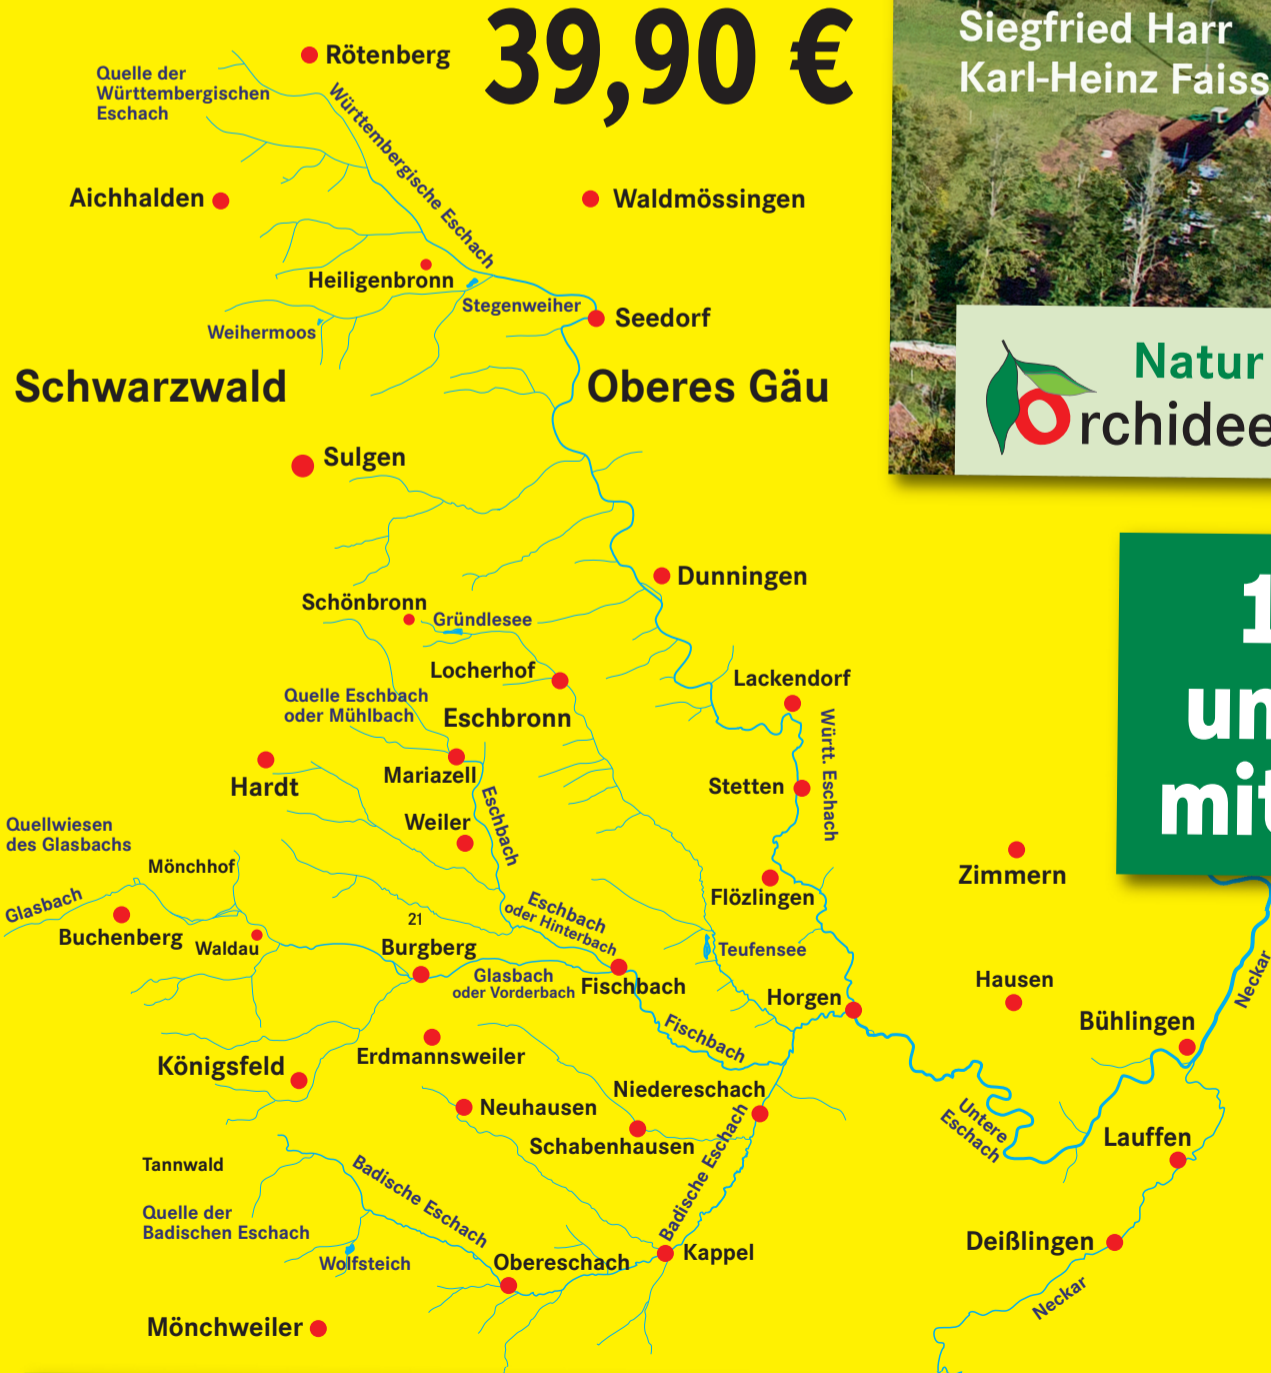 39,90 €
Siegfried Harr
Karl-Heinz Faiss
Rötenberg
Quelle der
Württembergischen
Eschach
Württembergische Eschach
Aichhalden
Waldmössingen
Heiligenbronn
Stegenweiher
Seedorf
Weihermoos
Natur
Orchidee
Schwarzwald
Oberes Gäu
Sulgen
Dunningen
1
un
mit
Schönbronn
Gründlesee
Locherhof
Lackendorf
Quelle Eschbach
oder Mühlbach
Eschbronn
Württ. Eschach
Hardt
Mariazell
Stetten
Eschbach
Weiler
Quellwiesen
des Glasbachs
Mönchhof
Zimmern
Glasbach
Flözlingen
Buchenberg
21
Eschbach
oder Hinterbach
Waldau
Burgberg
Teufensee
Glasbach
oder Vorderbach
Fischbach
Hausen
Neckar
Horgen
Bühlingen
Fischbach
Erdmannsweiler
Königsfeld
Niedereschach
Neuhausen
Untere
Eschach
Schabenhausen
Lauffen
Tannwald
Badische Eschach
Badische Eschach
Quelle der
Badischen Eschach
Deißlingen
Wolfsteich
Obereschach
Kappel
Neckar
Mönchweiler